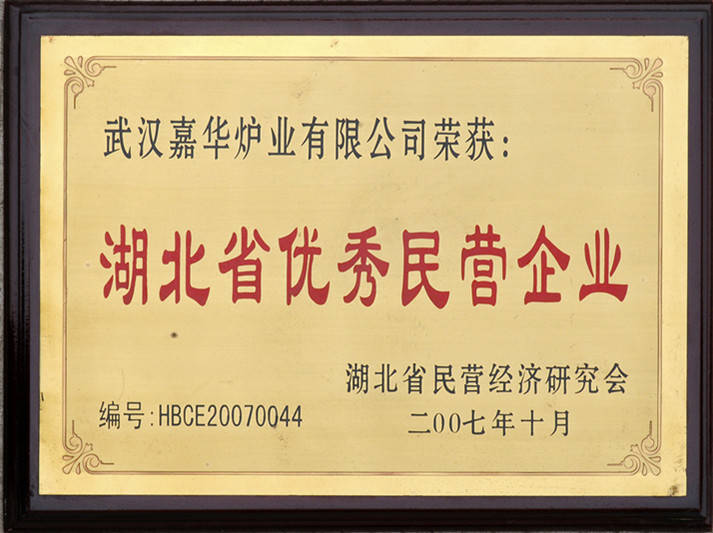 武汉嘉华炉业有限公司荣获：
湖北省优秀民营企业
湖北省民营经济研究会
编号:HBCE20070044
二00七年十月